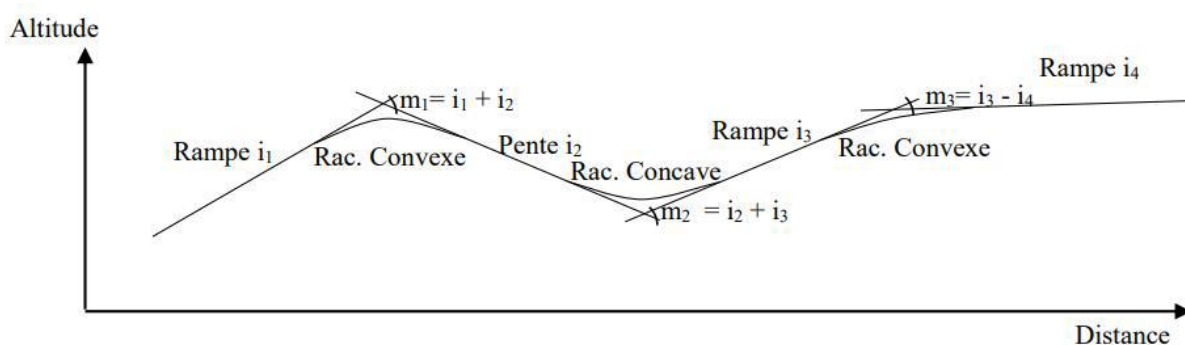 Altitude
Rampe i4
m1= i1 + i2
m3= i3 - i4
Rampe i1
Rac. Convexe
Pente i2
Rampe i3
Rac. Convexe
Rac. Concave
m2 = i2 + i3
Distance